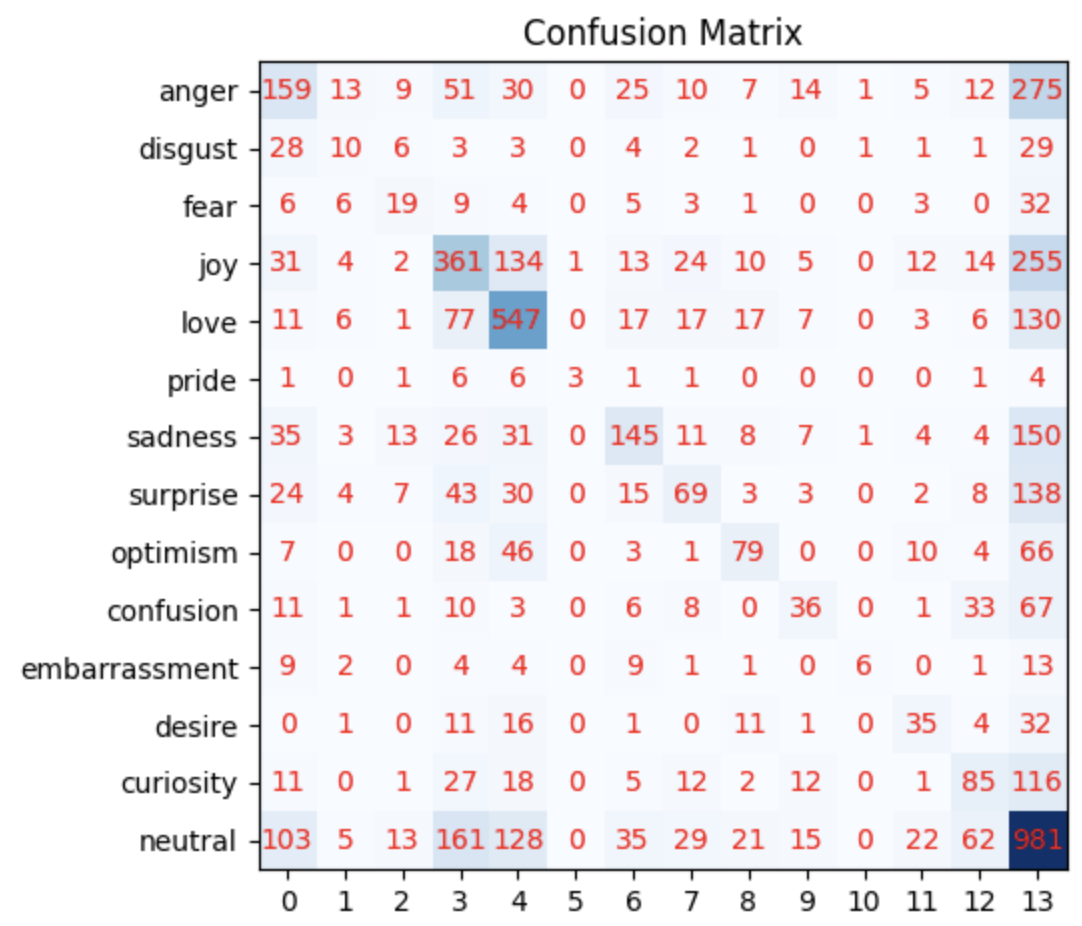 Confusion Matrix
anger 159 13 9 51 30 0 25 10 7 14 1 5 12 275
disgust 28 10 6 3 3 0 4 2 1 0 1 1 1 29
fear 6 6 19 9 4 0 5 3 1 0 0 3 0 32
joy 31 4 2 361 134 1 13 24 10 5 0 12 14 255
love 11 6 1 77 547 0 17 17 17 7 0 3 6 130
pride 1 0 1 6 6 3 1 1 0 0 0 0 1 4
sadness 35 3 13 26 31 0 145 11 8 7 1 4 4 150
surprise 24 4 7 43 30 0 15 69 3 3 0 2 8 138
optimism 7 0 0 18 46 0 3 1 79 0 0 10 4 66
confusion 11 1 1 10 3 0 6 8 0 36 0 1 33 67
embarrassment 9 2 0 4 4 0 9 1 1 0 6 0 1 13
desire 0 1 0 11 16 0 1 0 11 1 0 35 4 32
curiosity 11 0 1 27 18 0 5 12 2 12 0 1 85 116
neutral 103 5 13 161 128 0 35 29 21 15 0 22 62 981
0 1 2 3 4 5 6 7 8 9 10 11 12 13